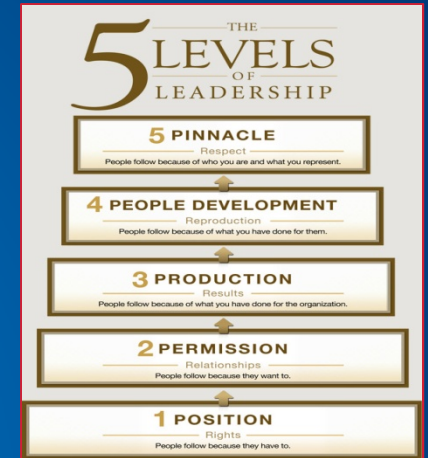 THE
5 LEVELS
OF
LEADERSHIP
5 PINNACLE
Respect
People follow because of who you are and what you represent.
4 PEOPLE DEVELOPMENT
Reproduction
People follow because of what you have done for them.
3 PRODUCTION
Results
People follow because of what you have done for the organization.
2 PERMISSION
Relationships
People follow because they want to.
1 POSITION
Rights
People follow because they have to.